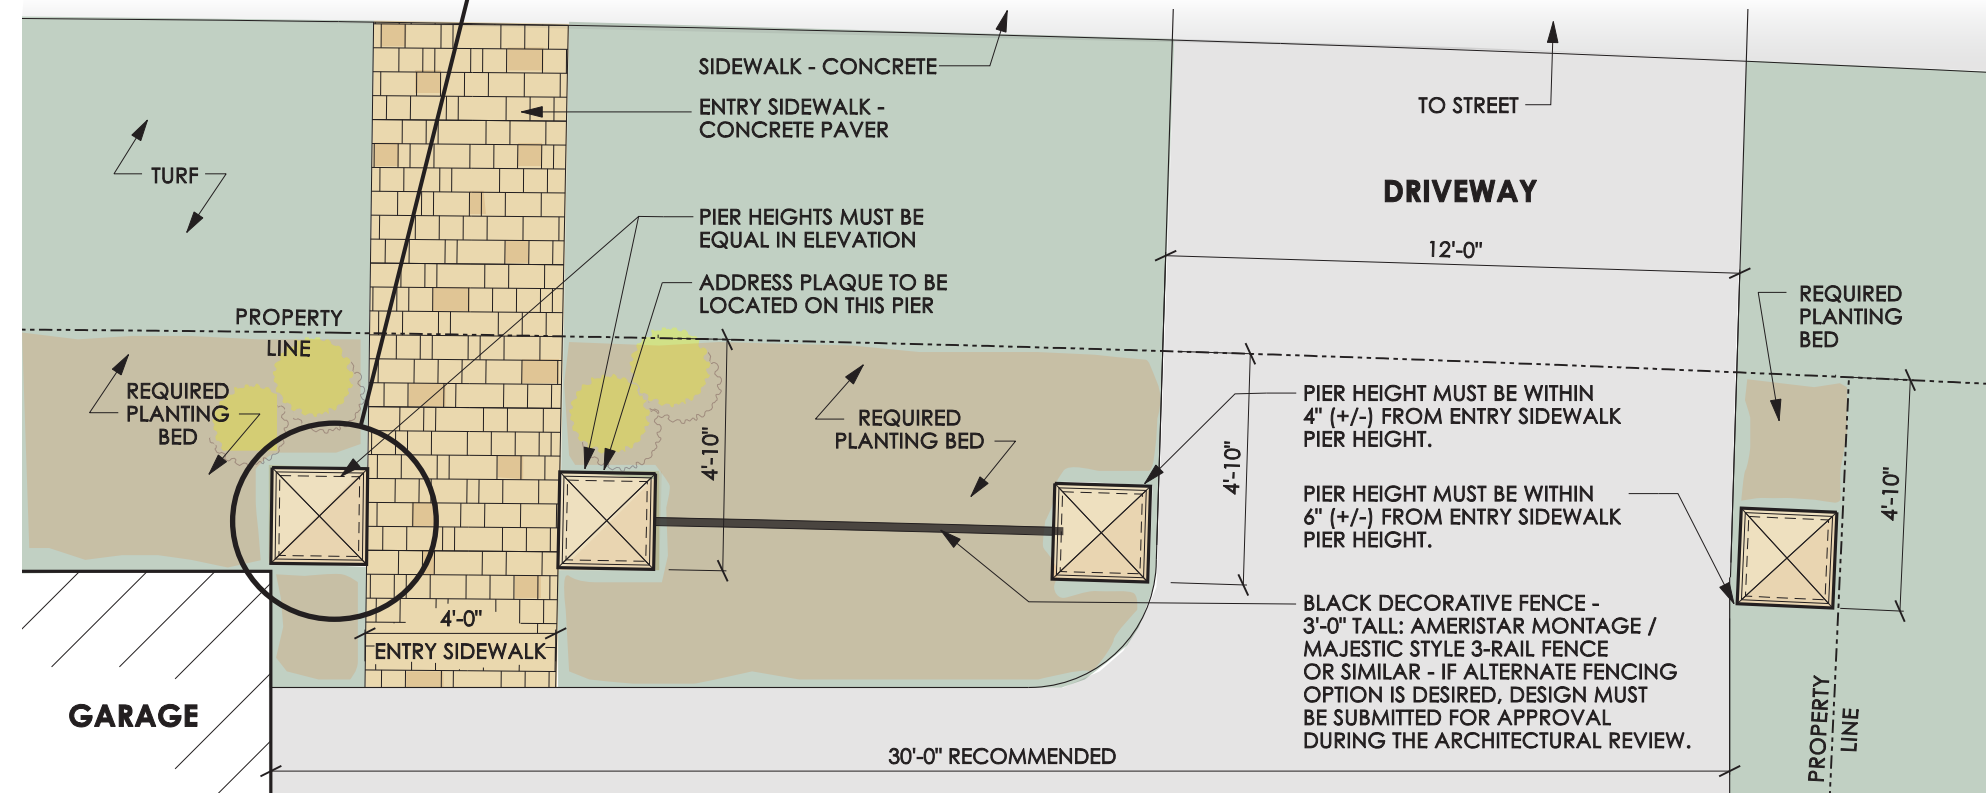 SIDEWALK - CONCRETE
ENTRY SIDEWALK -
CONCRETE PAVER
TO STREET
TURF
DRIVEWAY
PIER HEIGHTS MUST BE
EQUAL IN ELEVATION
12'-0"
ADDRESS PLAQUE TO BE
LOCATED ON THIS PIER
REQUIRED
PLANTING
BED
PROPERTY
LINE
REQUIRED
PLANTING
BED
REQUIRED
PLANTING BED
4'-10"
4'-10"
4'-10"
PIER HEIGHT MUST BE WITHIN
4" (+/-) FROM ENTRY SIDEWALK
PIER HEIGHT.
PIER HEIGHT MUST BE WITHIN
6" (+/-) FROM ENTRY SIDEWALK
PIER HEIGHT.
4'-0"
ENTRY SIDEWALK
BLACK DECORATIVE FENCE -
3'-0" TALL: AMERISTAR MONTAGE /
MAJESTIC STYLE 3-RAIL FENCE
OR SIMILAR - IF ALTERNATE FENCING
OPTION IS DESIRED, DESIGN MUST
BE SUBMITTED FOR APPROVAL
DURING THE ARCHITECTURAL REVIEW.
GARAGE
30'-0" RECOMMENDED
PROPERTY
LINE